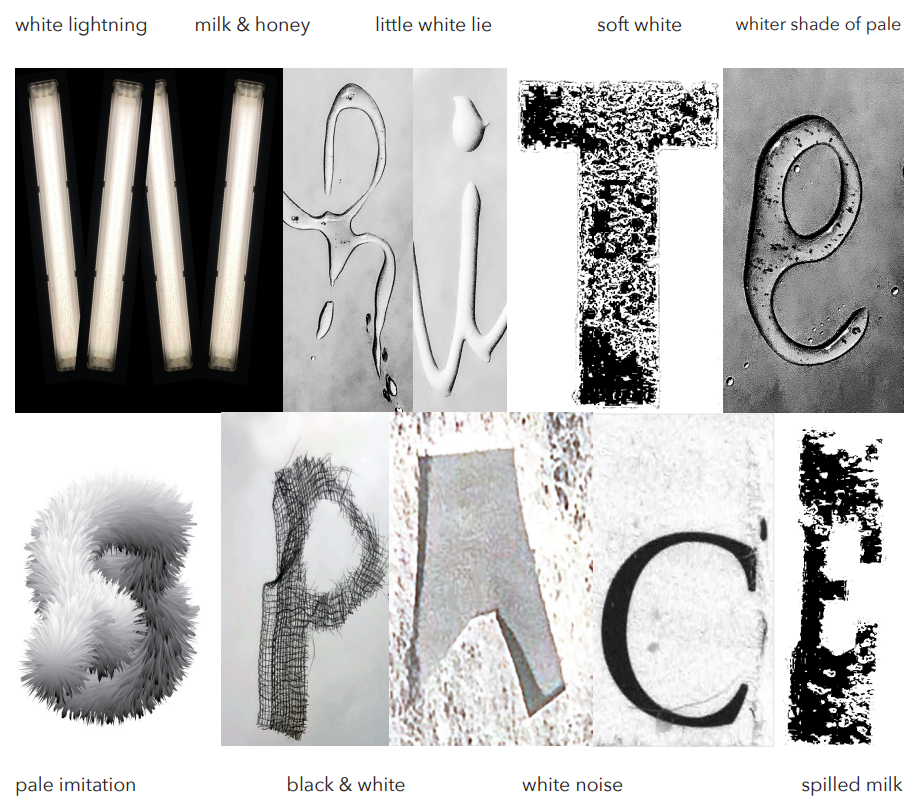 white lightning milk & honey little white lie soft white whiter shade of pale
WhiTe
SPACE
pale imitation black & white white noise spilled milk